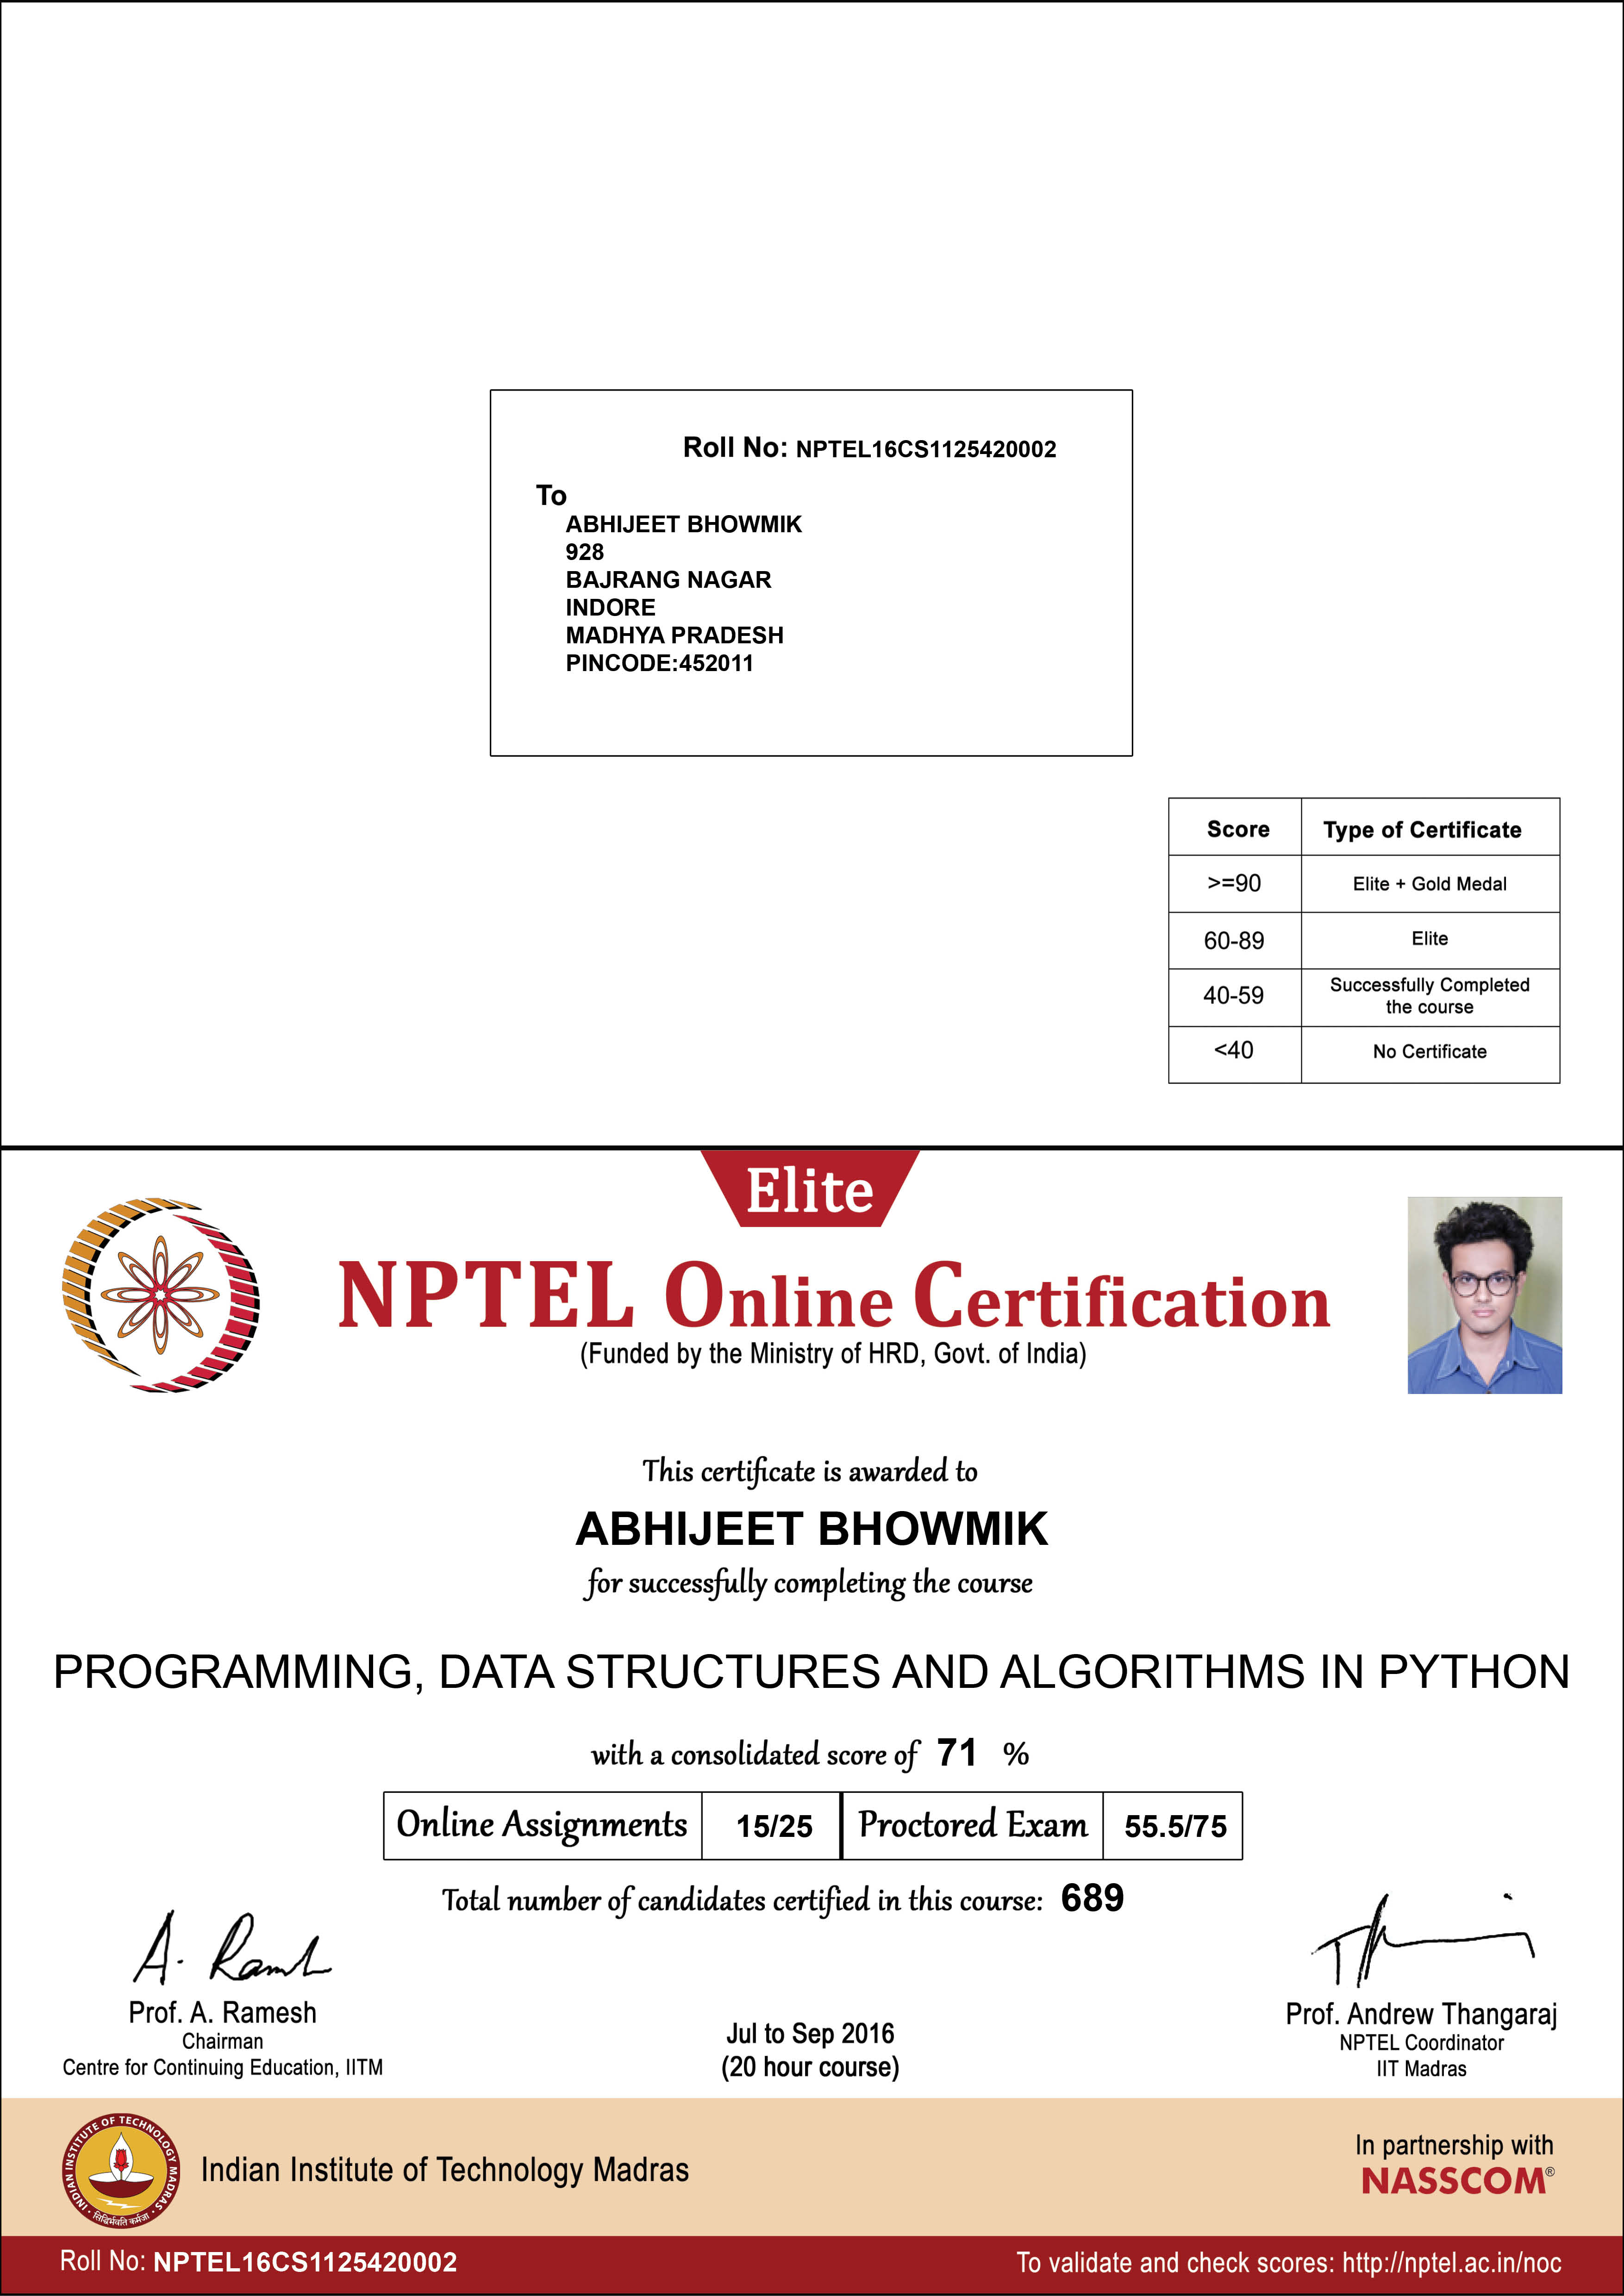 Roll No: NPTEL16CS1125420002
To
ABHIJEET BHOWMIK
928
BAJRANG NAGAR
INDORE
MADHYA PRADESH
PINCODE:452011
Score Type of Certificate
>=90 Elite + Gold Medal
60-89 Elite
40-59 Successfully Completed
the course
<40 No Certificate
Elite
NPTEL Online Certification
(Funded by the Ministry of HRD, Govt. of India)
This certificate is awarded to
ABHIJEET BHOWMIK
for successfully completing the course
PROGRAMMING, DATA STRUCTURES AND ALGORITHMS IN PYTHON
with a consolidated score of 71 %
Online Assignments 15/25 Proctored Exam 55.5/75
Total number of candidates certified in this course: 689
A. Ramesh
Prof. A. Ramesh
Chairman
Centre for Continuing Education, IITM
Jul to Sep 2016
(20 hour course)
Prof. Andrew Thangaraj
NPTEL Coordinator
IIT Madras
INDIAN INSTITUTE OF TECHNOLOGY MADRAS
सिद्धिर्भवति कर्मजा
Indian Institute of Technology Madras
In partnership with
NASSCOM®
Roll No: NPTEL16CS1125420002
To validate and check scores: http://nptel.ac.in/noc